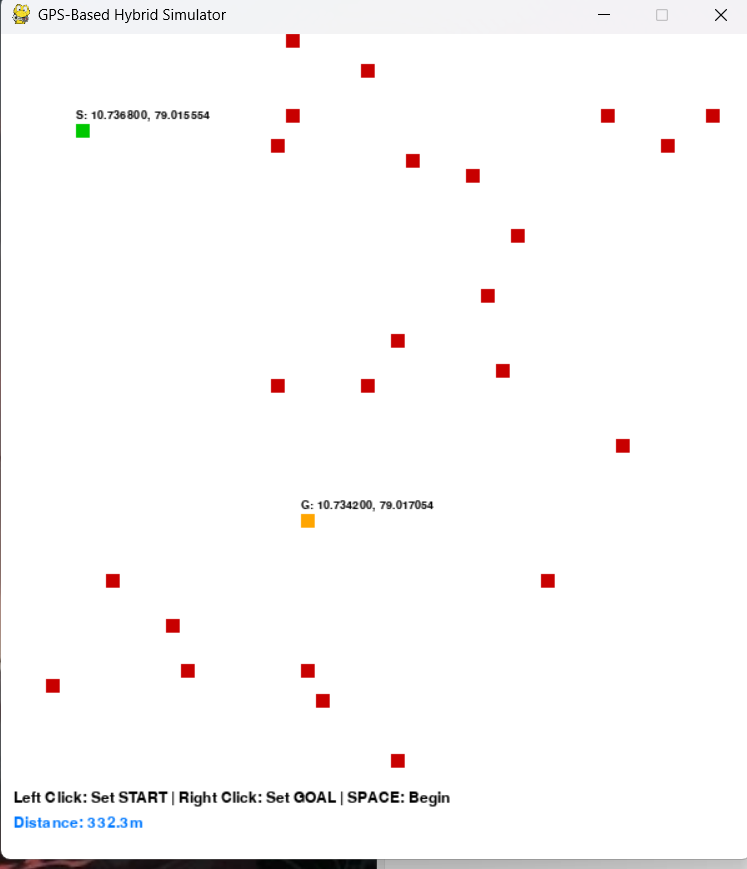 GPS-Based Hybrid Simulator
S: 10.736800, 79.015554
G: 10.734200, 79.017054
Left Click: Set START | Right Click: Set GOAL | SPACE: Begin
Distance: 332.3m